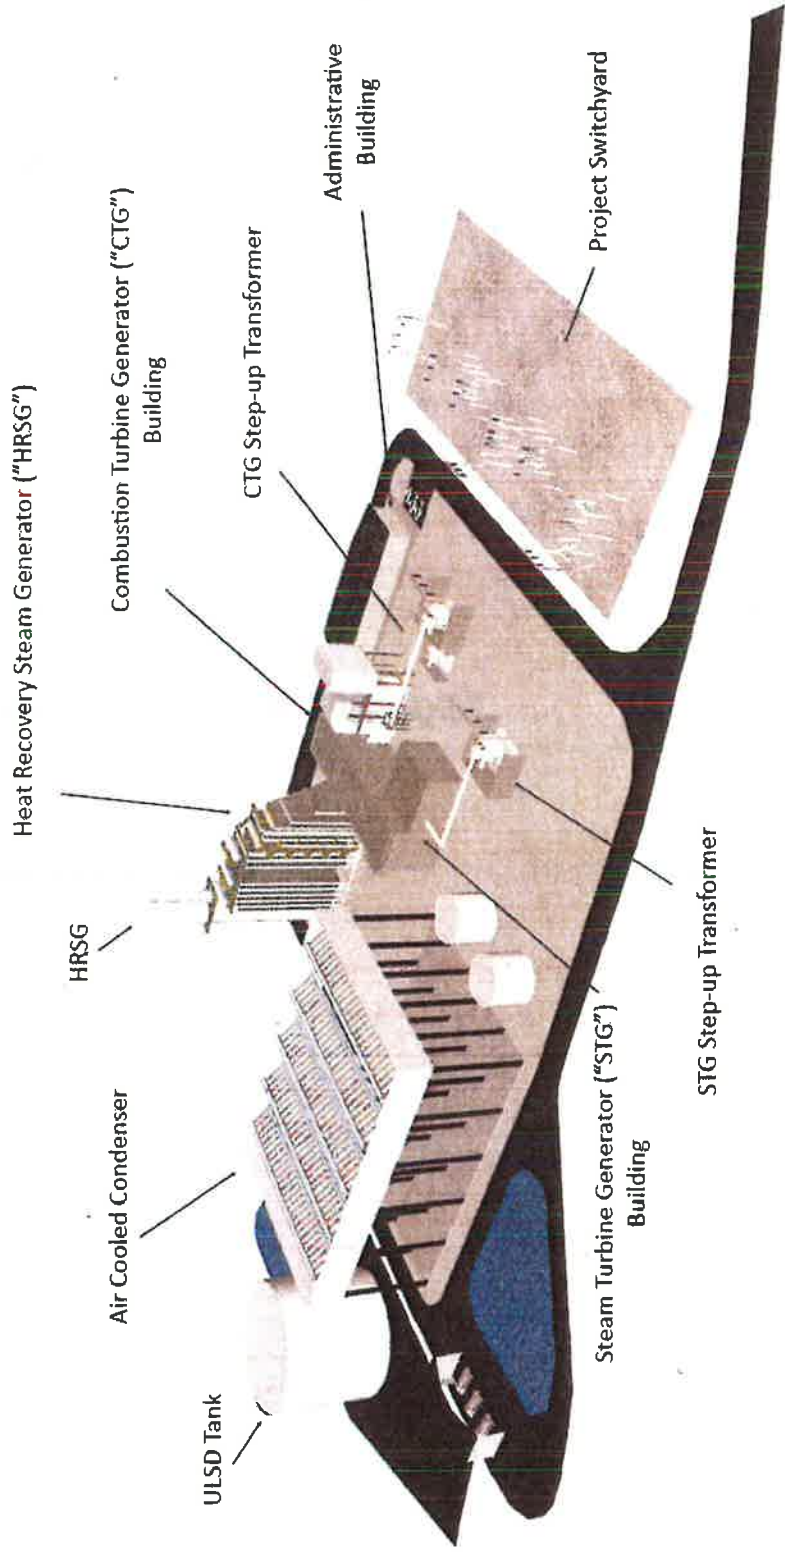 Heat Recovery Steam Generator ("HRSG")
HRSG
Combustion Turbine Generator ("CTG")
Building
Air Cooled Condenser
CTG Step-up Transformer
ULSD Tank
Administrative
Building
Project Switchyard
Steam Turbine Generator ("STG")
Building
STG Step-up Transformer